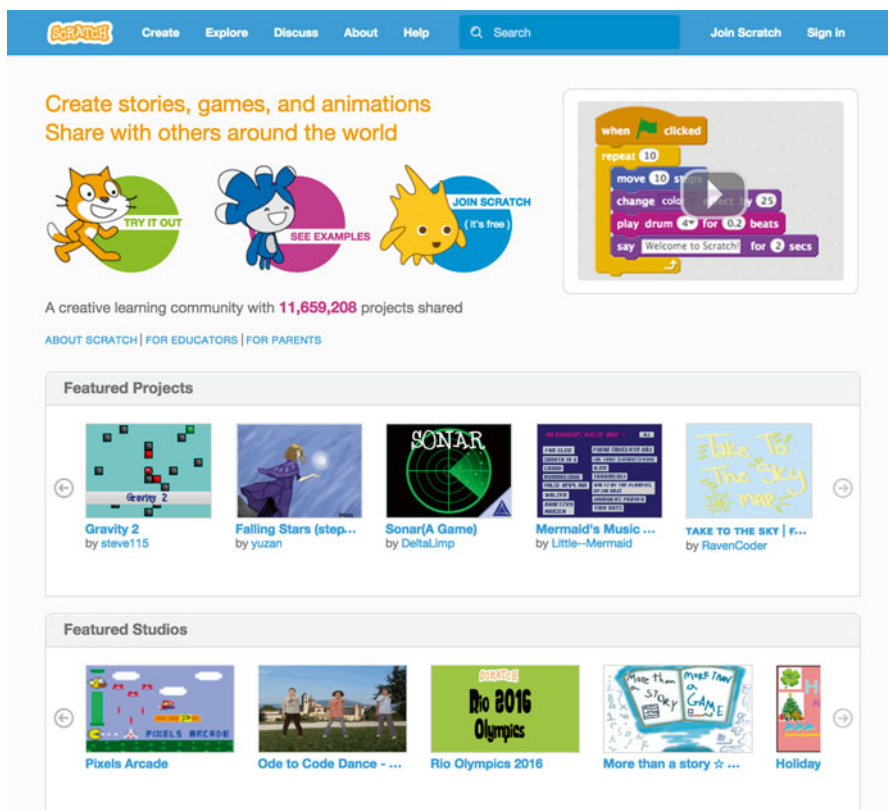 SCRATCH Create Explore Discuss About Help Search Join Scratch Sign in
Create stories, games, and animations
Share with others around the world
TRY IT OUT
SEE EXAMPLES
JOIN SCRATCH
(it's free)
when clicked
repeat 10
move 10 steps
change color effect by 25
play drum 4 for 0.2 beats
say Welcome to Scratch! for 2 secs
A creative learning community with 11,659,208 projects shared
ABOUT SCRATCH | FOR EDUCATORS | FOR PARENTS
Featured Projects
Gravity 2
SONAR
Take To
The Sky
MAP
Gravity 2 Falling Stars (step... Sonar(A Game) Mermaid's Music ... TAKE TO THE SKY | F...
by steve115 by yuzan by DeltaLimp by Little--Mermaid by RavenCoder
Featured Studios
PIXELS ARCADE
SCRATCH
Rio 2016
Olympics
More than
a
STORY
MORE THAN
a
GAME
Pixels Arcade Ode to Code Dance - ... Rio Olympics 2016 More than a story ☆ ... Holiday